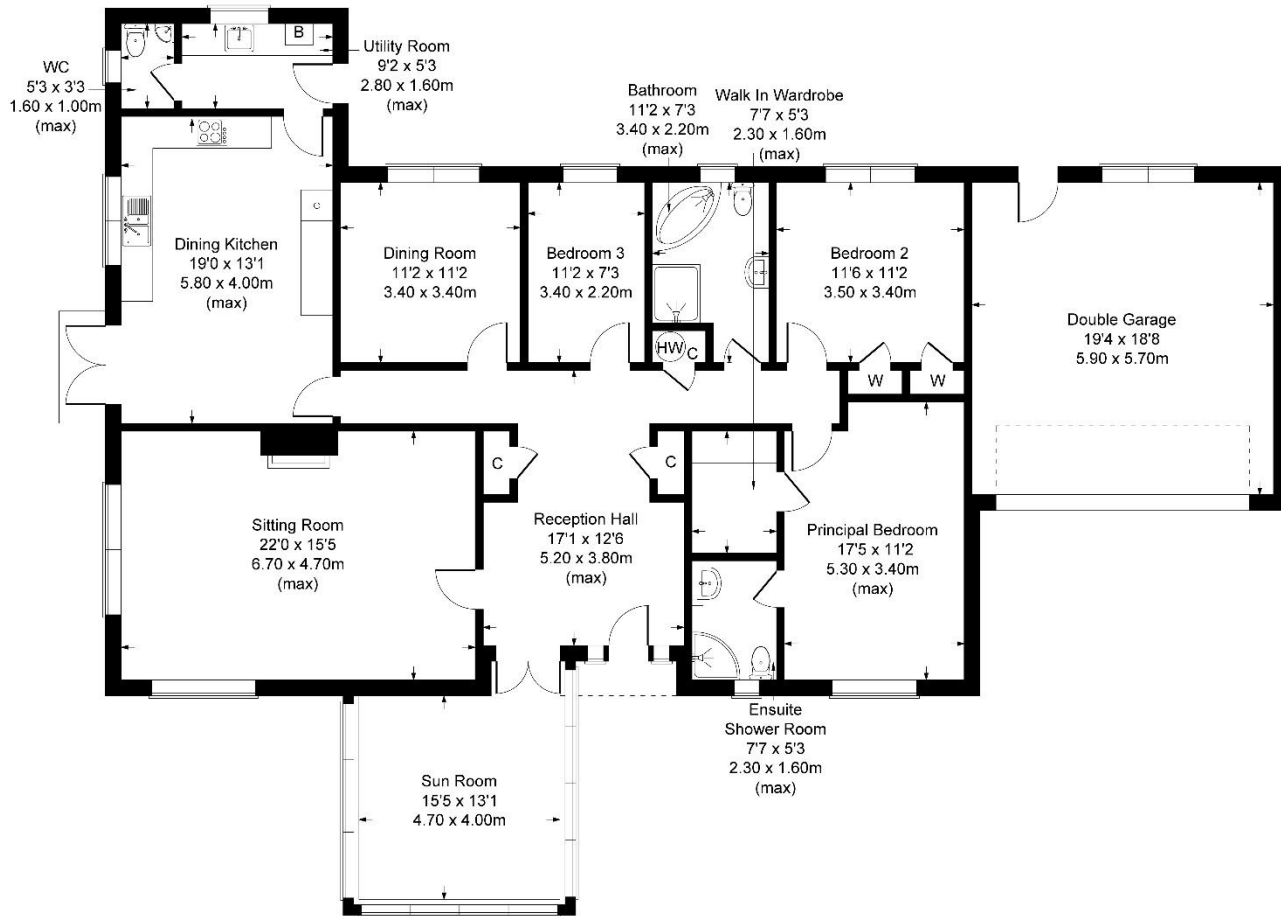 WC
5'3 x 3'3
1.60 x 1.00m
(max)
B
Utility Room
9'2 x 5'3
2.80 x 1.60m
(max)
Bathroom
11'2 x 7'3
3.40 x 2.20m
(max)
Walk In Wardrobe
7'7 x 5'3
2.30 x 1.60m
(max)
Dining Kitchen
19'0 x 13'1
5.80 x 4.00m
(max)
Dining Room
11'2 x 11'2
3.40 x 3.40m
Bedroom 3
11'2 x 7'3
3.40 x 2.20m
HW
C
Bedroom 2
11'6 x 11'2
3.50 x 3.40m
W
W
Double Garage
19'4 x 18'8
5.90 x 5.70m
Sitting Room
22'0 x 15'5
6.70 x 4.70m
(max)
C
C
Reception Hall
17'1 x 12'6
5.20 x 3.80m
(max)
Principal Bedroom
17'5 x 11'2
5.30 x 3.40m
(max)
Ensuite
Shower Room
7'7 x 5'3
2.30 x 1.60m
(max)
Sun Room
15'5 x 13'1
4.70 x 4.00m